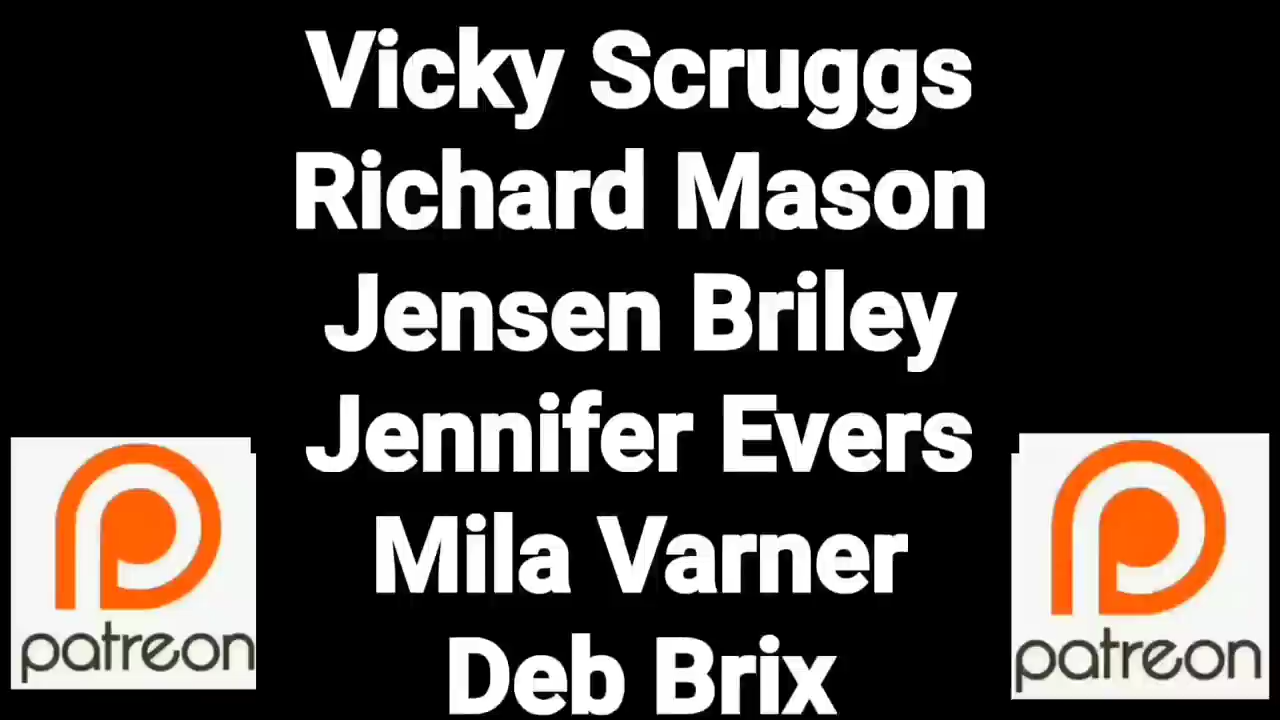 Vicky Scruggs
Richard Mason
Jensen Briley
Jennifer Evers
Mila Varner
Deb Brix
patreon
patreon